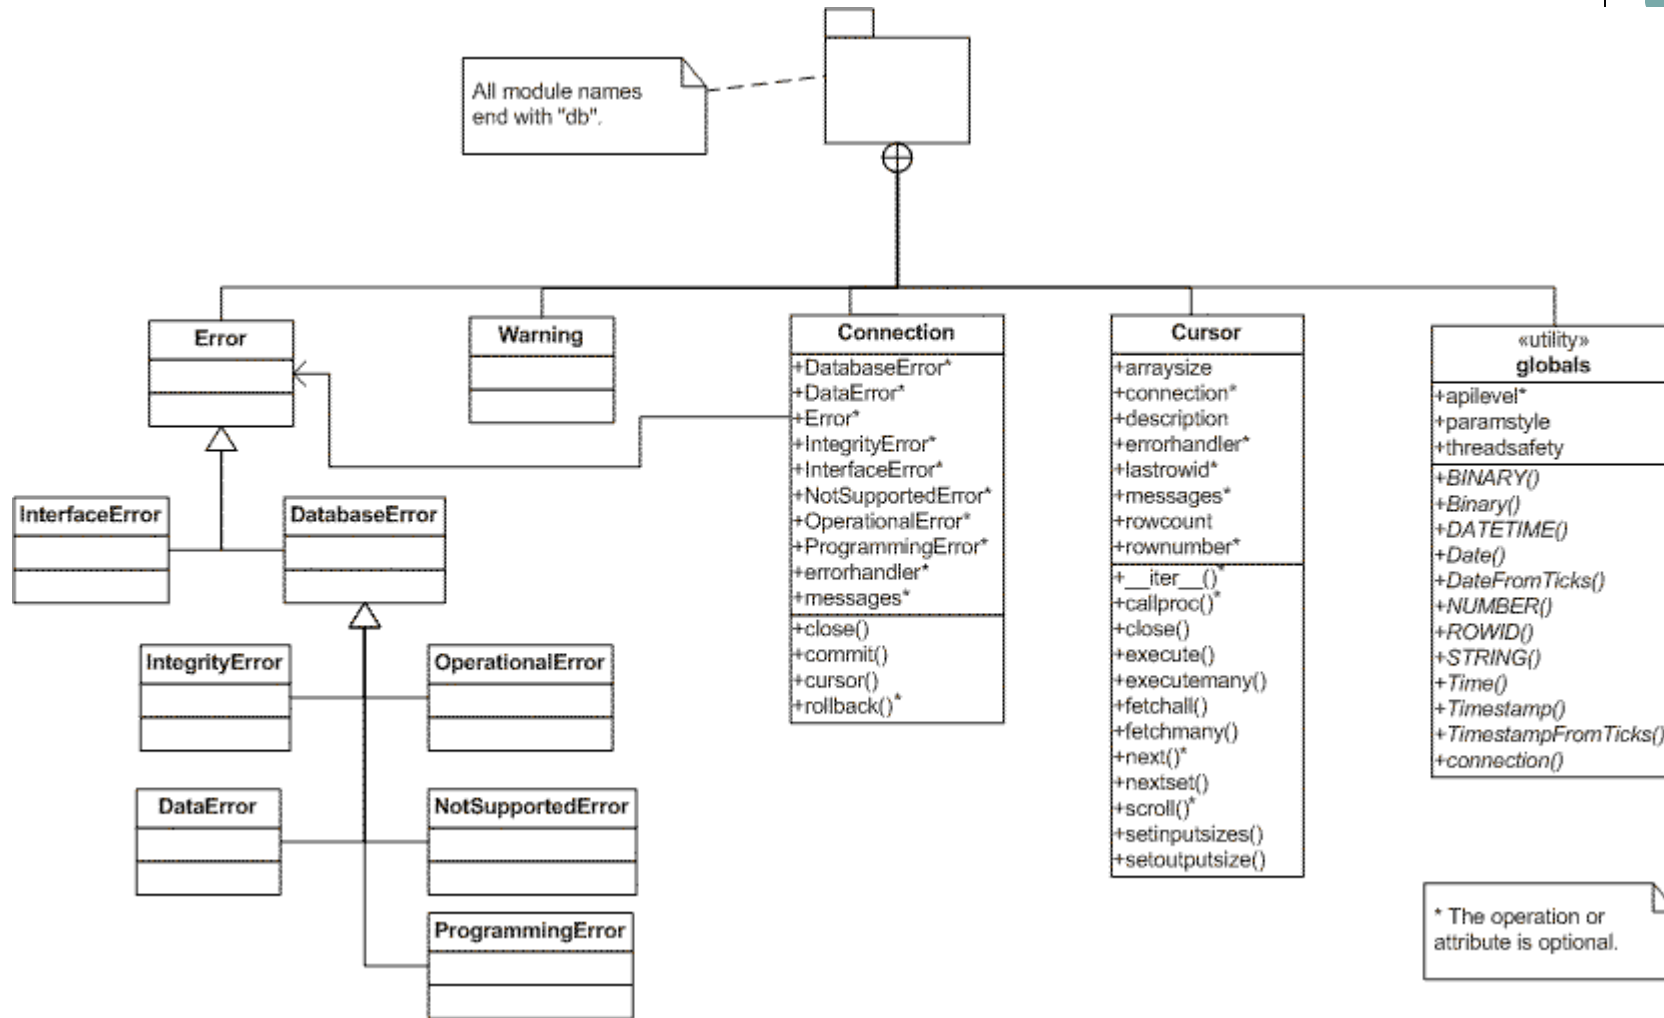 All module names
end with "db".
Error
Warning
Connection
+DatabaseError*
+DataError*
+Error*
+IntegrityError*
+InterfaceError*
+NotSupportedError*
+OperationalError*
+ProgrammingError*
+errorhandler*
+messages*
+close()
+commit()
+cursor()
+rollback()*
Cursor
+arraysize
+connection*
+description
+errorhandler*
+lastrowid*
+messages*
+rowcount
+rownumber*
+__iter__()*
+callproc()*
+close()
+execute()
+executemany()
+fetchall()
+fetchmany()
+next()*
+nextset()
+scroll()*
+setinputsizes()
+setoutputsize()
«utility»
globals
+apilevel*
+paramstyle
+threadsafety
+BINARY()
+Binary()
+DATETIME()
+Date()
+DateFromTicks()
+NUMBER()
+ROWID()
+STRING()
+Time()
+Timestamp()
+TimestampFromTicks()
+connection()
InterfaceError
DatabaseError
IntegrityError
OperationalError
DataError
NotSupportedError
ProgrammingError
* The operation or
attribute is optional.